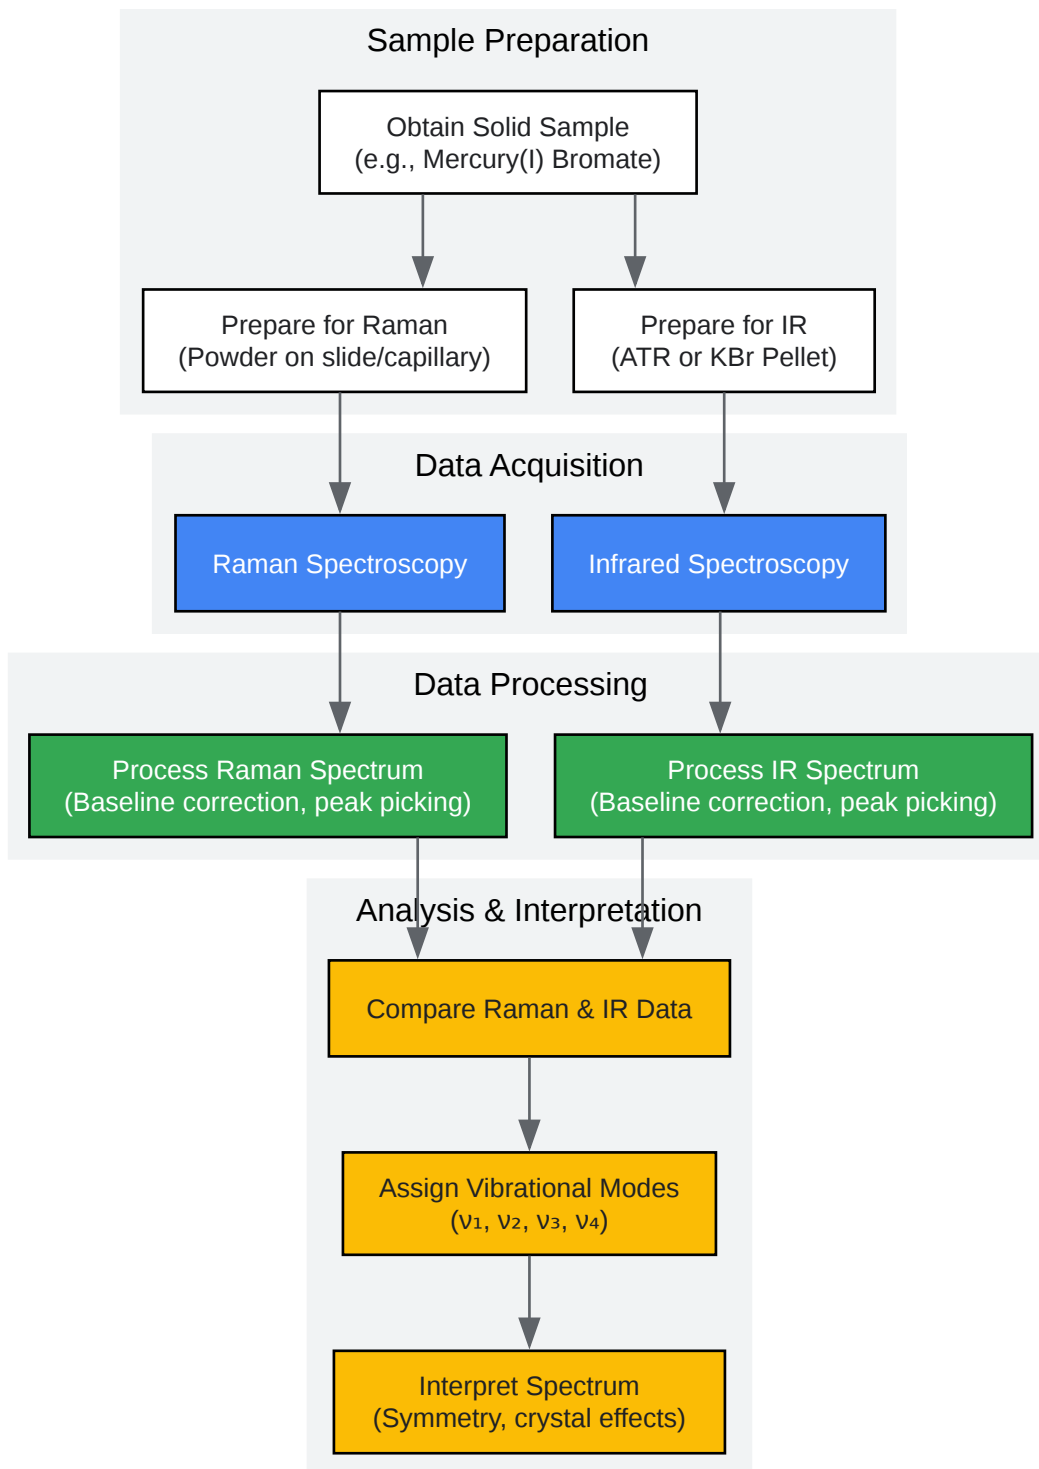 Sample Preparation
Obtain Solid Sample
(e.g., Mercury(I) Bromate)
Prepare for Raman
(Powder on slide/capillary)
Prepare for IR
(ATR or KBr Pellet)
Data Acquisition
Raman Spectroscopy
Infrared Spectroscopy
Data Processing
Process Raman Spectrum
(Baseline correction, peak picking)
Process IR Spectrum
(Baseline correction, peak picking)
Analysis & Interpretation
Compare Raman & IR Data
Assign Vibrational Modes
(ν₁, ν₂, ν₃, ν₄)
Interpret Spectrum
(Symmetry, crystal effects)